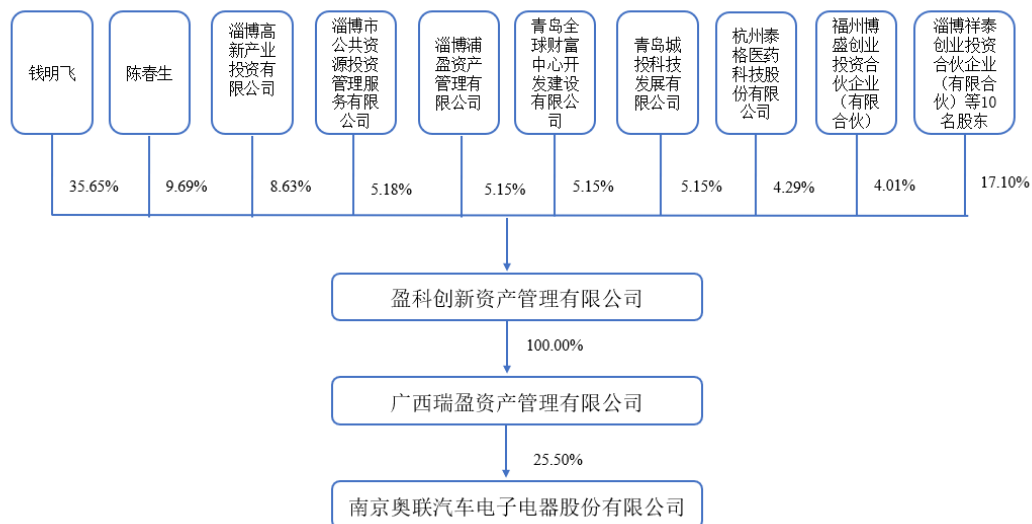 钱明飞
陈春生
淄博高
新产业
投资有
限公司
淄博市
公共资
源投资
管理服
务有限
公司
淄博浦
盈资产
管理有
限公司
青岛全
球财富
中心开
发建设
有限公
司
青岛城
投科技
发展有
限公司
杭州泰
格医药
科技股
份有限
公司
福州博
盛创业
投资合
伙企业
（有限
合伙）
淄博祥泰
创业投资
合伙企业
（有限合
伙）等10
名股东
35.65%
9.69%
8.63%
5.18%
5.15%
5.15%
5.15%
4.29%
4.01%
17.10%
盈科创新资产管理有限公司
100.00%
广西瑞盈资产管理有限公司
25.50%
南京奥联汽车电子电器股份有限公司